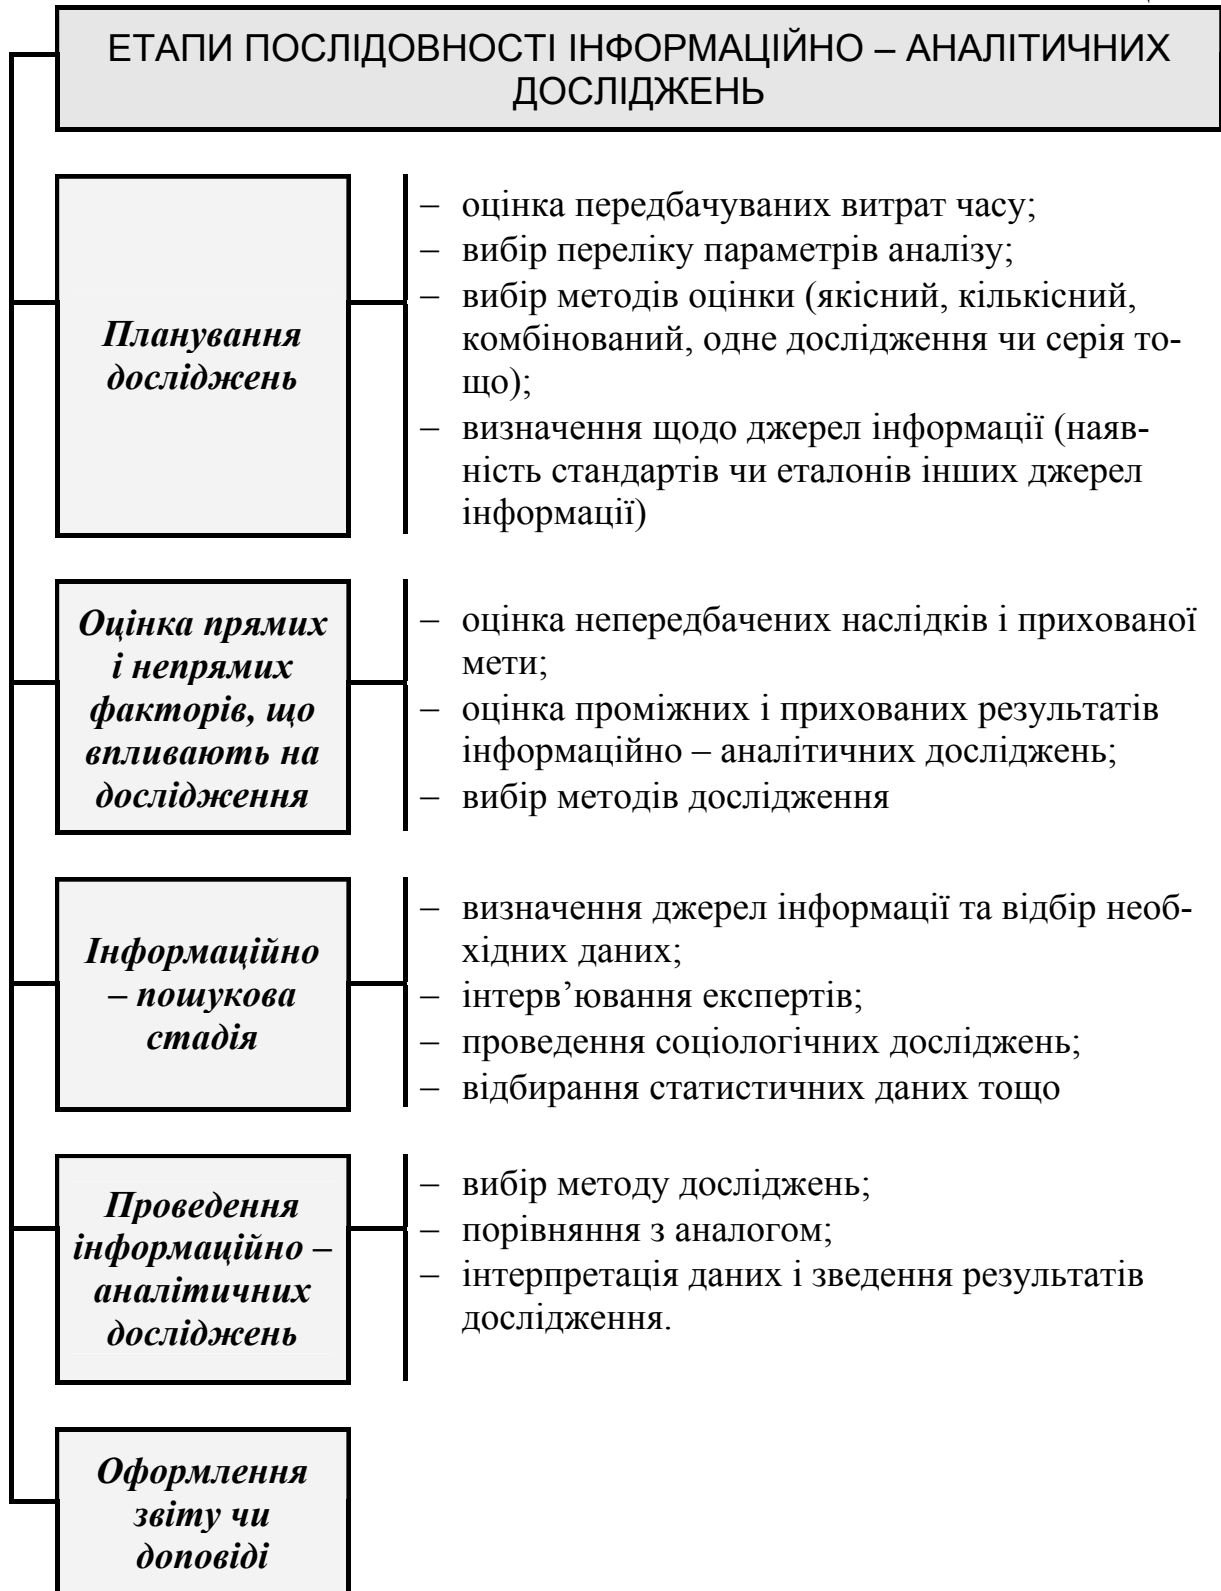 ЕТАПИ ПОСЛІДОВНОСТІ ІНФОРМАЦІЙНО – АНАЛІТИЧНИХ
ДОСЛІДЖЕНЬ
Планування
досліджень
– оцінка передбачуваних витрат часу;
– вибір переліку параметрів аналізу;
– вибір методів оцінки (якісний, кількісний,
комбінований, одне дослідження чи серія то-
що);
– визначення щодо джерел інформації (наяв-
ність стандартів чи еталонів інших джерел
інформації)
Оцінка прямих
і непрямих
факторів, що
впливають на
дослідження
– оцінка непередбачених наслідків і прихованої
мети;
– оцінка проміжних і прихованих результатів
інформаційно – аналітичних досліджень;
– вибір методів дослідження
Інформаційно
– пошукова
стадія
– визначення джерел інформації та відбір необ-
хідних даних;
– інтерв’ювання експертів;
– проведення соціологічних досліджень;
– відбирання статистичних даних тощо
Проведення
інформаційно –
аналітичних
досліджень
– вибір методу досліджень;
– порівняння з аналогом;
– інтерпретація даних і зведення результатів
дослідження.
Оформлення
звіту чи
доповіді